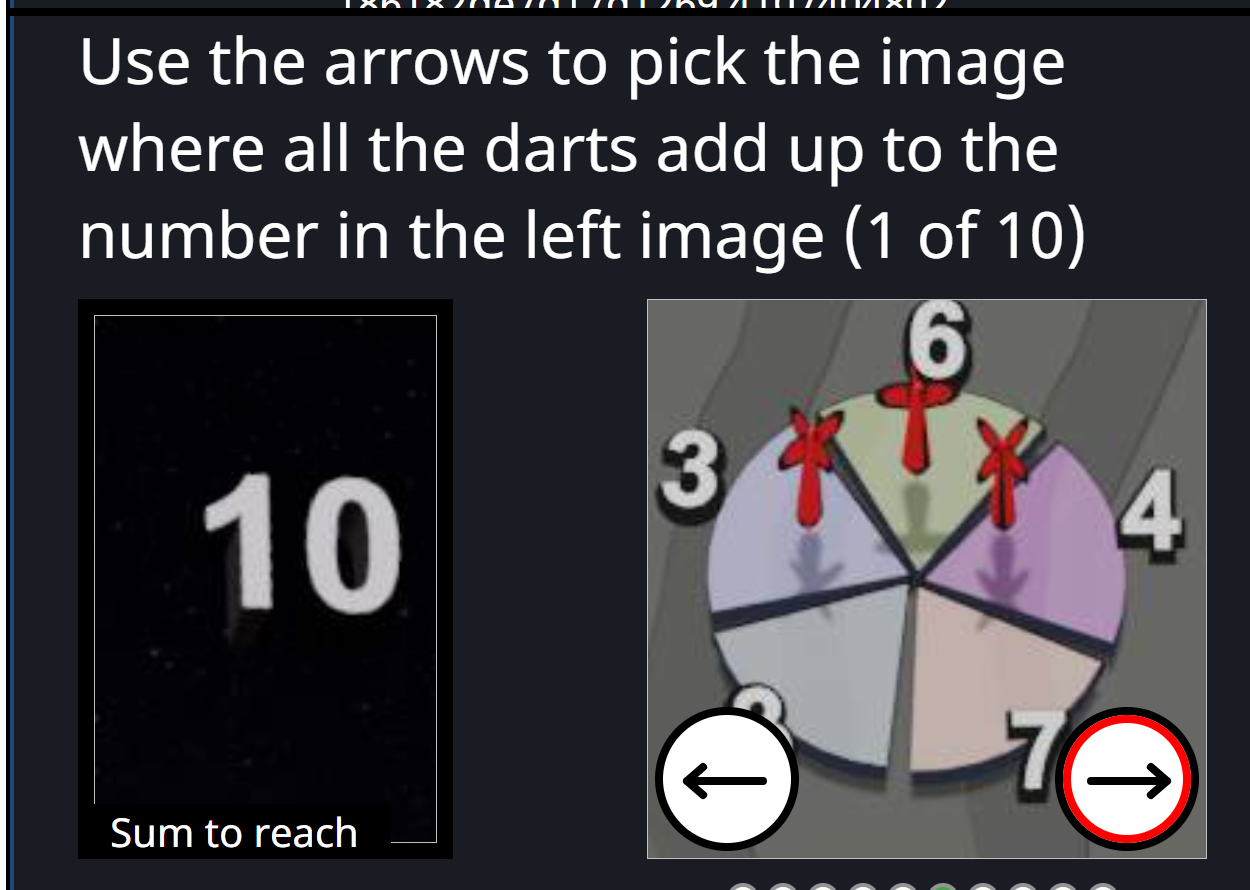 Use the arrows to pick the image
where all the darts add up to the
number in the left image (1 of 10)
10
Sum to reach
6
3
4
7